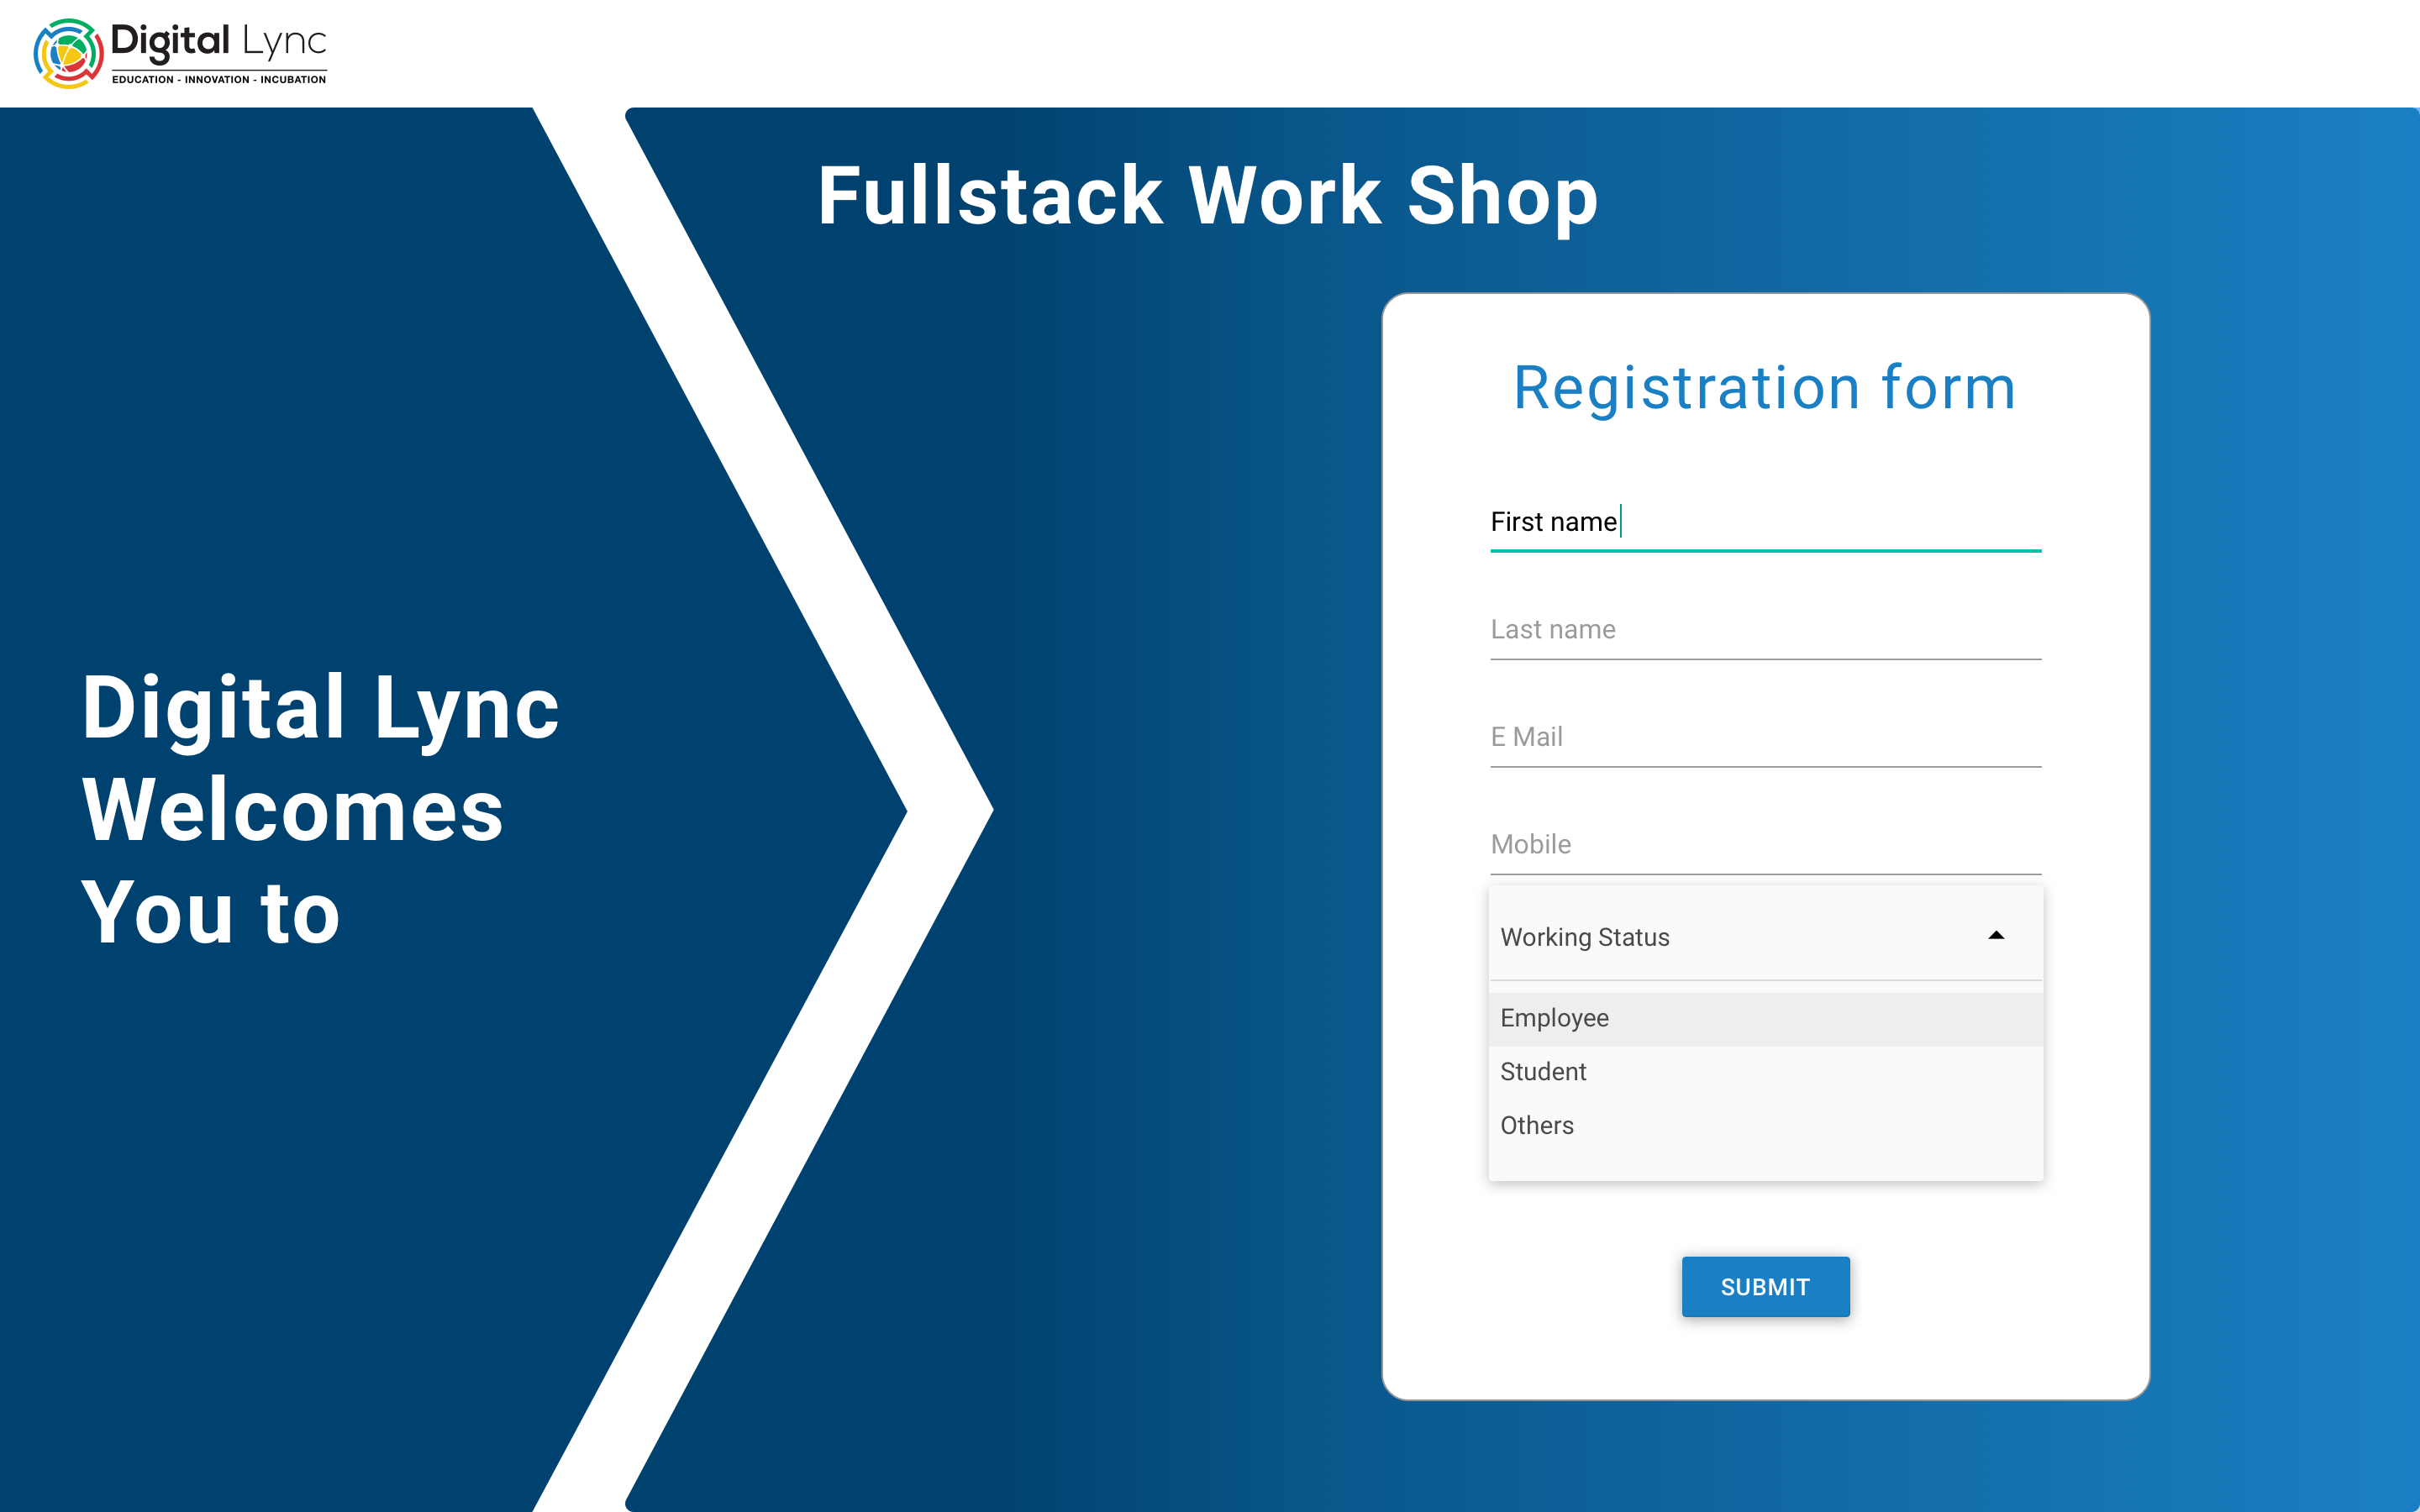 Digital Lync
EDUCATION - INNOVATION - INCUBATION
Fullstack Work Shop
Digital Lync
Welcomes
You to
Registration form
First name
Last name
E Mail
Mobile
Working Status
Employee
Student
Others
SUBMIT